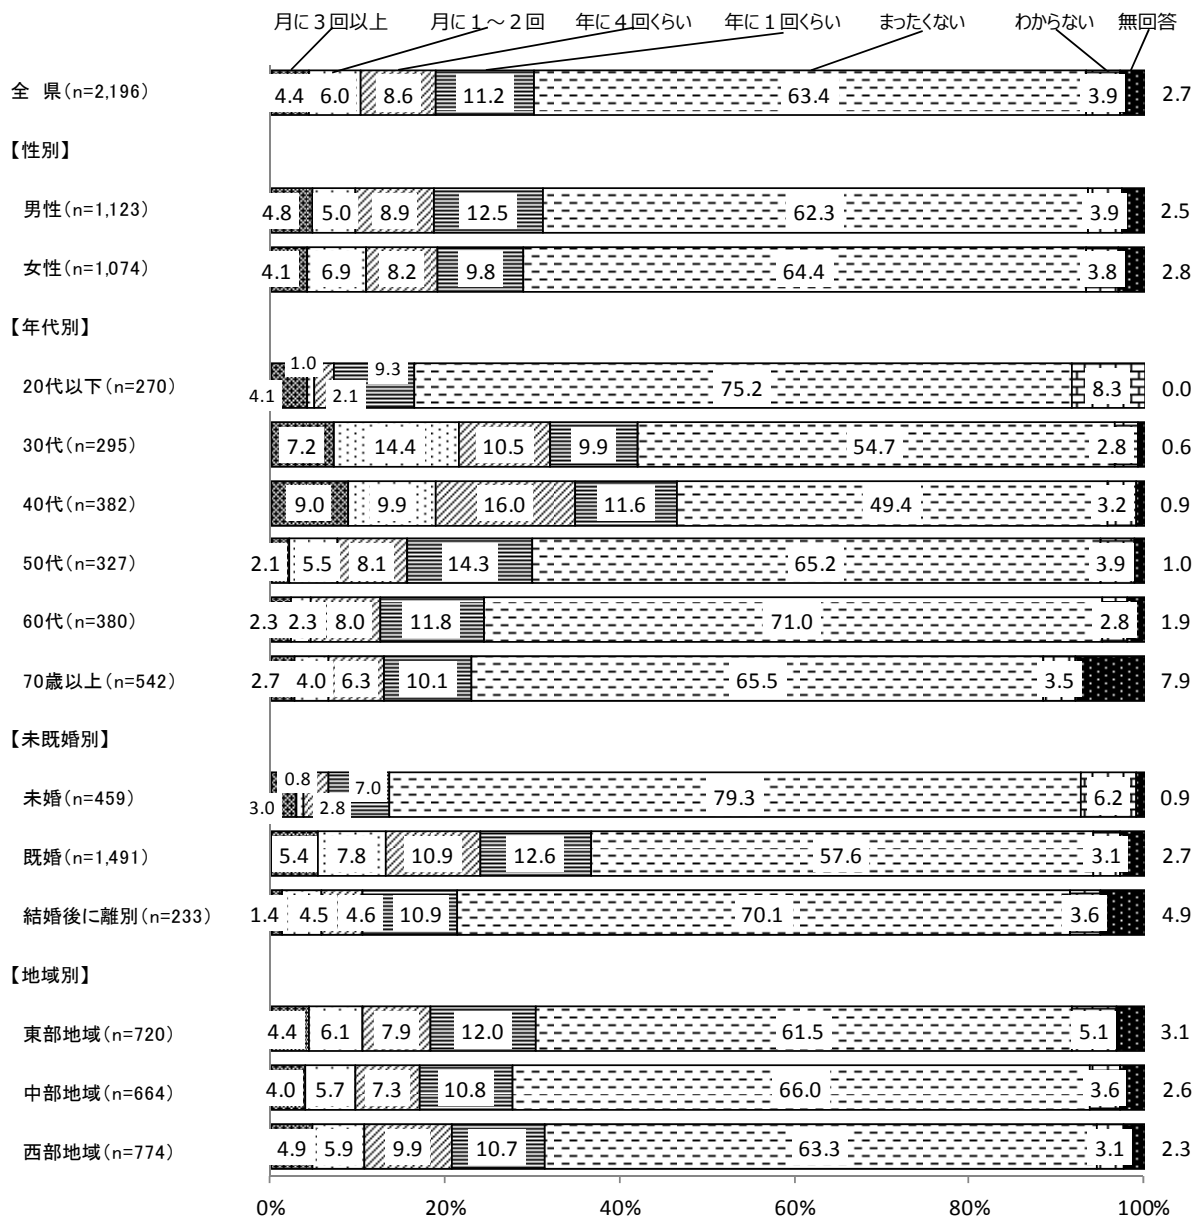 月に３回以上 月に１～２回 年に４回くらい 年に１回くらい まったくない わからない 無回答
全 県(n=2,196) 4.4 6.0 8.6 11.2 63.4 3.9 2.7
【性別】
男性(n=1,123) 4.8 5.0 8.9 12.5 62.3 3.9 2.5
女性(n=1,074) 4.1 6.9 8.2 9.8 64.4 3.8 2.8
【年代別】
20代以下(n=270) 4.1 1.0 2.1 9.3 75.2 8.3 0.0
30代(n=295) 7.2 14.4 10.5 9.9 54.7 2.8 0.6
40代(n=382) 9.0 9.9 16.0 11.6 49.4 3.2 0.9
50代(n=327) 2.1 5.5 8.1 14.3 65.2 3.9 1.0
60代(n=380) 2.3 2.3 8.0 11.8 71.0 2.8 1.9
70歳以上(n=542) 2.7 4.0 6.3 10.1 65.5 3.5 7.9
【未既婚別】
未婚(n=459) 3.0 0.8 2.8 7.0 79.3 6.2 0.9
既婚(n=1,491) 5.4 7.8 10.9 12.6 57.6 3.1 2.7
結婚後に離別(n=233) 1.4 4.5 4.6 10.9 70.1 3.6 4.9
【地域別】
東部地域(n=720) 4.4 6.1 7.9 12.0 61.5 5.1 3.1
中部地域(n=664) 4.0 5.7 7.3 10.8 66.0 3.6 2.6
西部地域(n=774) 4.9 5.9 9.9 10.7 63.3 3.1 2.3
0% 20% 40% 60% 80% 100%